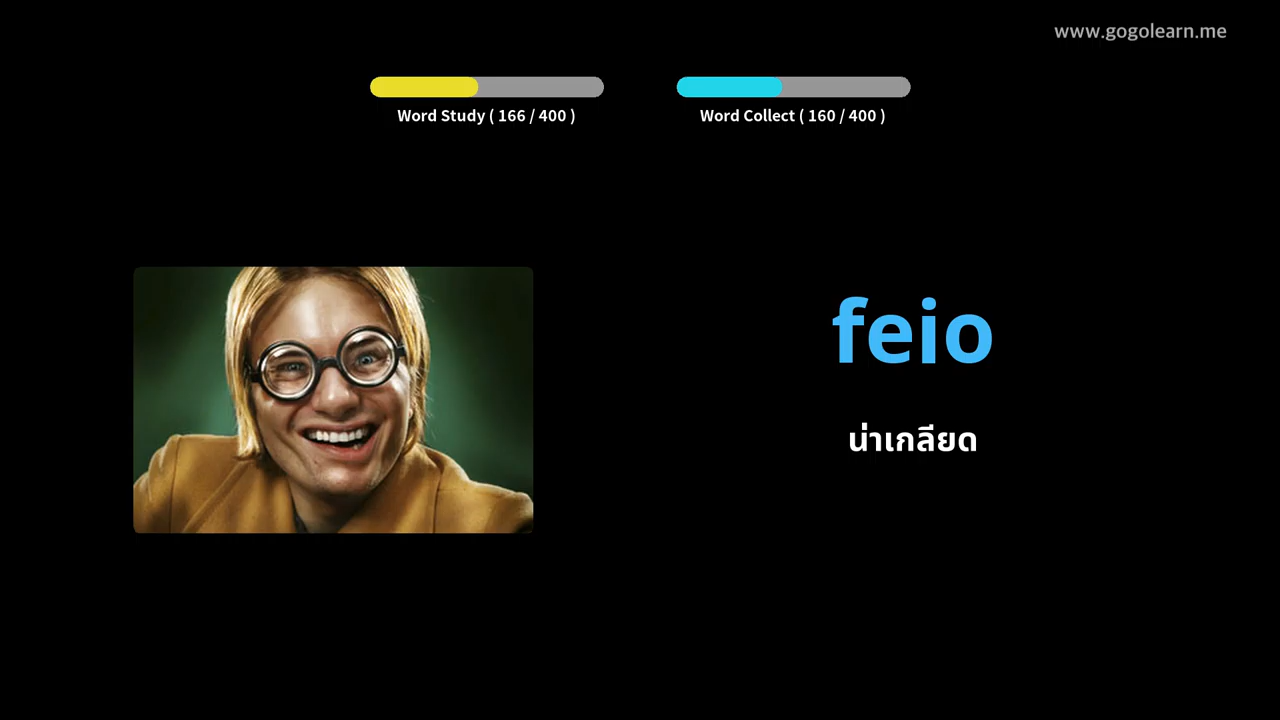 www.gogolearn.me
Word Study ( 166 / 400 )
Word Collect ( 160 / 400 )
feio
น่าเกลียด